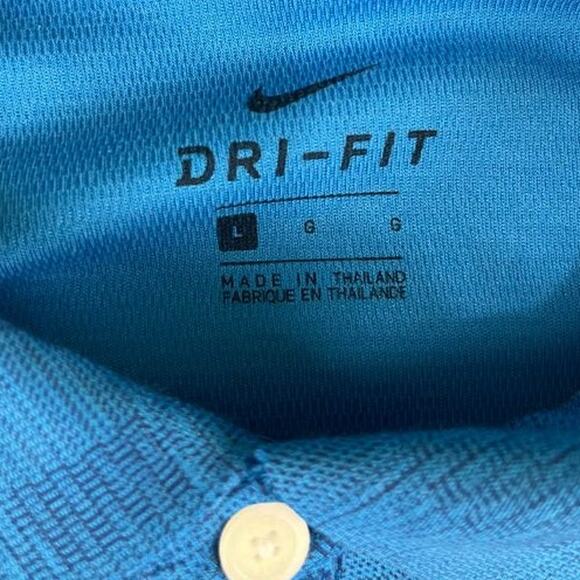 DRI-FIT
L G G
MADE IN THAILAND
FABRIQUE EN THAILANDE